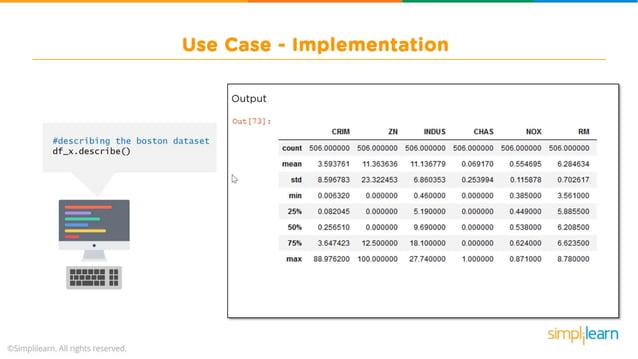 Use Case - Implementation
#describing the boston dataset
df_x.describe()
Output
Out[73]:
CRIM ZN INDUS CHAS NOX RM
count 506.000000 506.000000 506.000000 506.000000 506.000000 506.000000
mean 3.593761 11.363636 11.136779 0.069170 0.554695 6.284634
std 8.596783 23.322453 6.860353 0.253994 0.115878 0.702617
min 0.006320 0.000000 0.460000 0.000000 0.385000 3.561000
25% 0.082045 0.000000 5.190000 0.000000 0.449000 5.885500
50% 0.256510 0.000000 9.690000 0.000000 0.538000 6.208500
75% 3.647423 12.500000 18.100000 0.000000 0.624000 6.623500
max 88.976200 100.000000 27.740000 1.000000 0.871000 8.780000
©Simplilearn. All rights reserved.
simplilearn